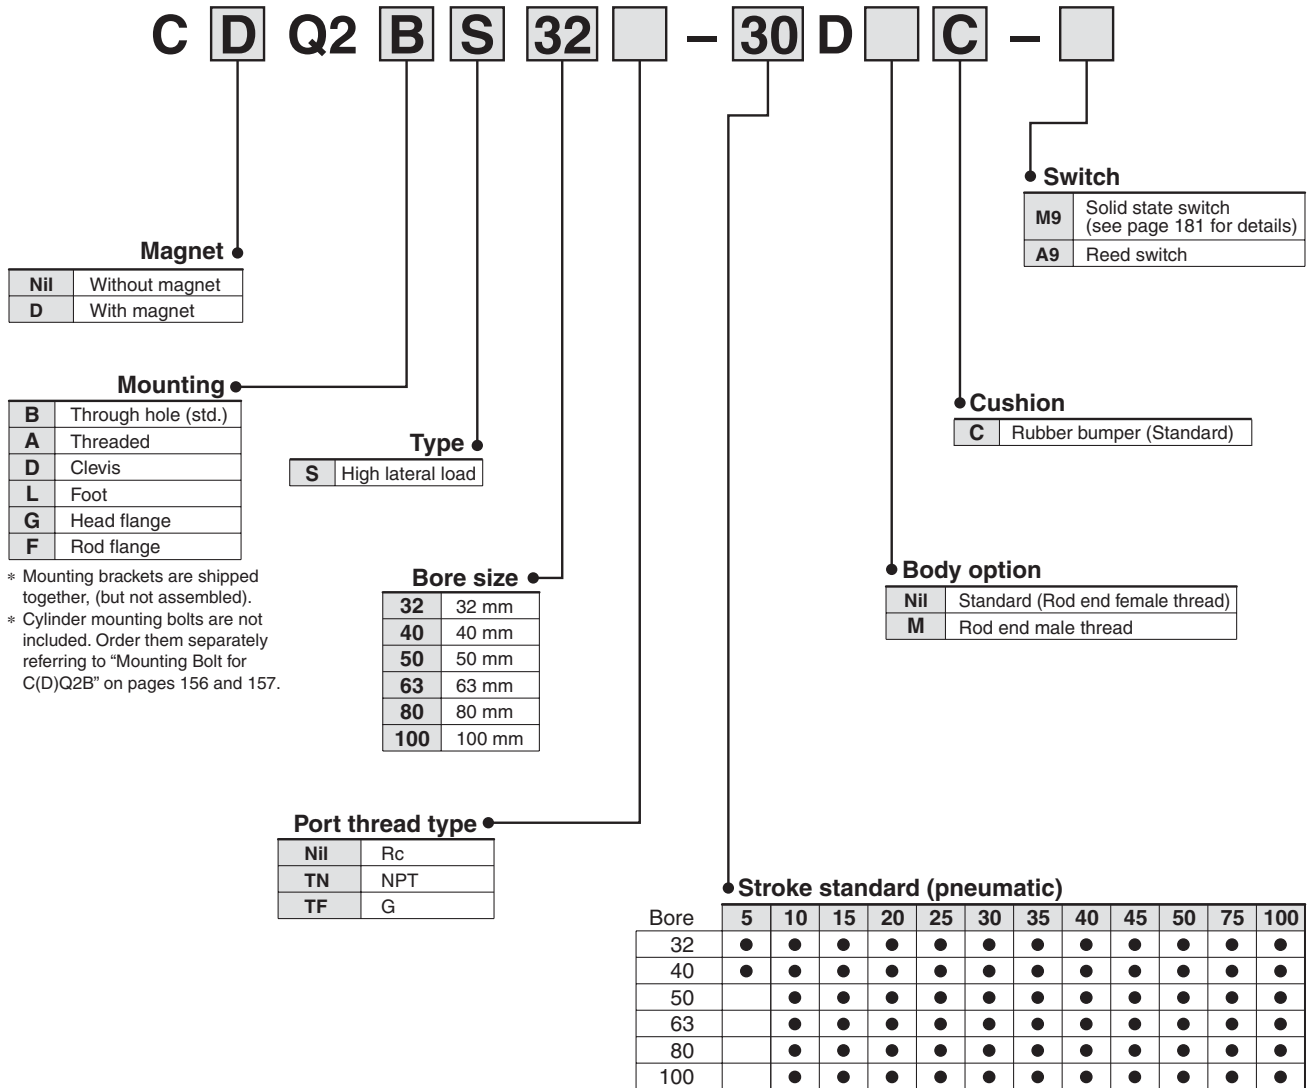 C D Q2 B S 32 – 30 D C –
Switch
M9 Solid state switch
(see page 181 for details)
A9 Reed switch
Magnet
Nil Without magnet
D With magnet
Mounting
B Through hole (std.)
A Threaded
D Clevis
L Foot
G Head flange
F Rod flange
* Mounting brackets are shipped
together, (but not assembled).
* Cylinder mounting bolts are not
included. Order them separately
referring to “Mounting Bolt for
C(D)Q2B” on pages 156 and 157.
Type
S High lateral load
Cushion
C Rubber bumper (Standard)
Bore size
32 32 mm
40 40 mm
50 50 mm
63 63 mm
80 80 mm
100 100 mm
Body option
Nil Standard (Rod end female thread)
M Rod end male thread
Port thread type
Nil Rc
TN NPT
TF G
Stroke standard (pneumatic)
Bore 5 10 15 20 25 30 35 40 45 50 75 100
32 ● ● ● ● ● ● ● ● ● ● ● ●
40 ● ● ● ● ● ● ● ● ● ● ● ●
50 ● ● ● ● ● ● ● ● ● ● ●
63 ● ● ● ● ● ● ● ● ● ● ●
80 ● ● ● ● ● ● ● ● ● ● ●
100 ● ● ● ● ● ● ● ● ● ● ●